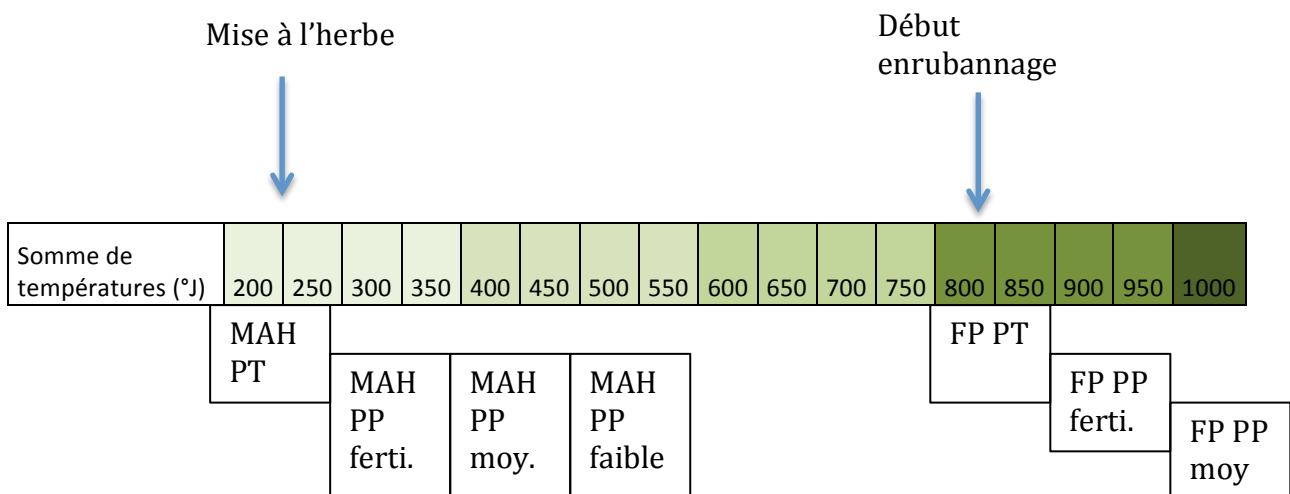 Mise à l’herbe
Début
enrubannage
Somme de
températures (°J)
200 250 300 350 400 450 500 550 600 650 700 750 800 850 900 950 1000
MAH
PT
MAH
PP
ferti.
MAH
PP
moy.
MAH
PP
faible
FP PT
FP PP
ferti.
FP PP
moy